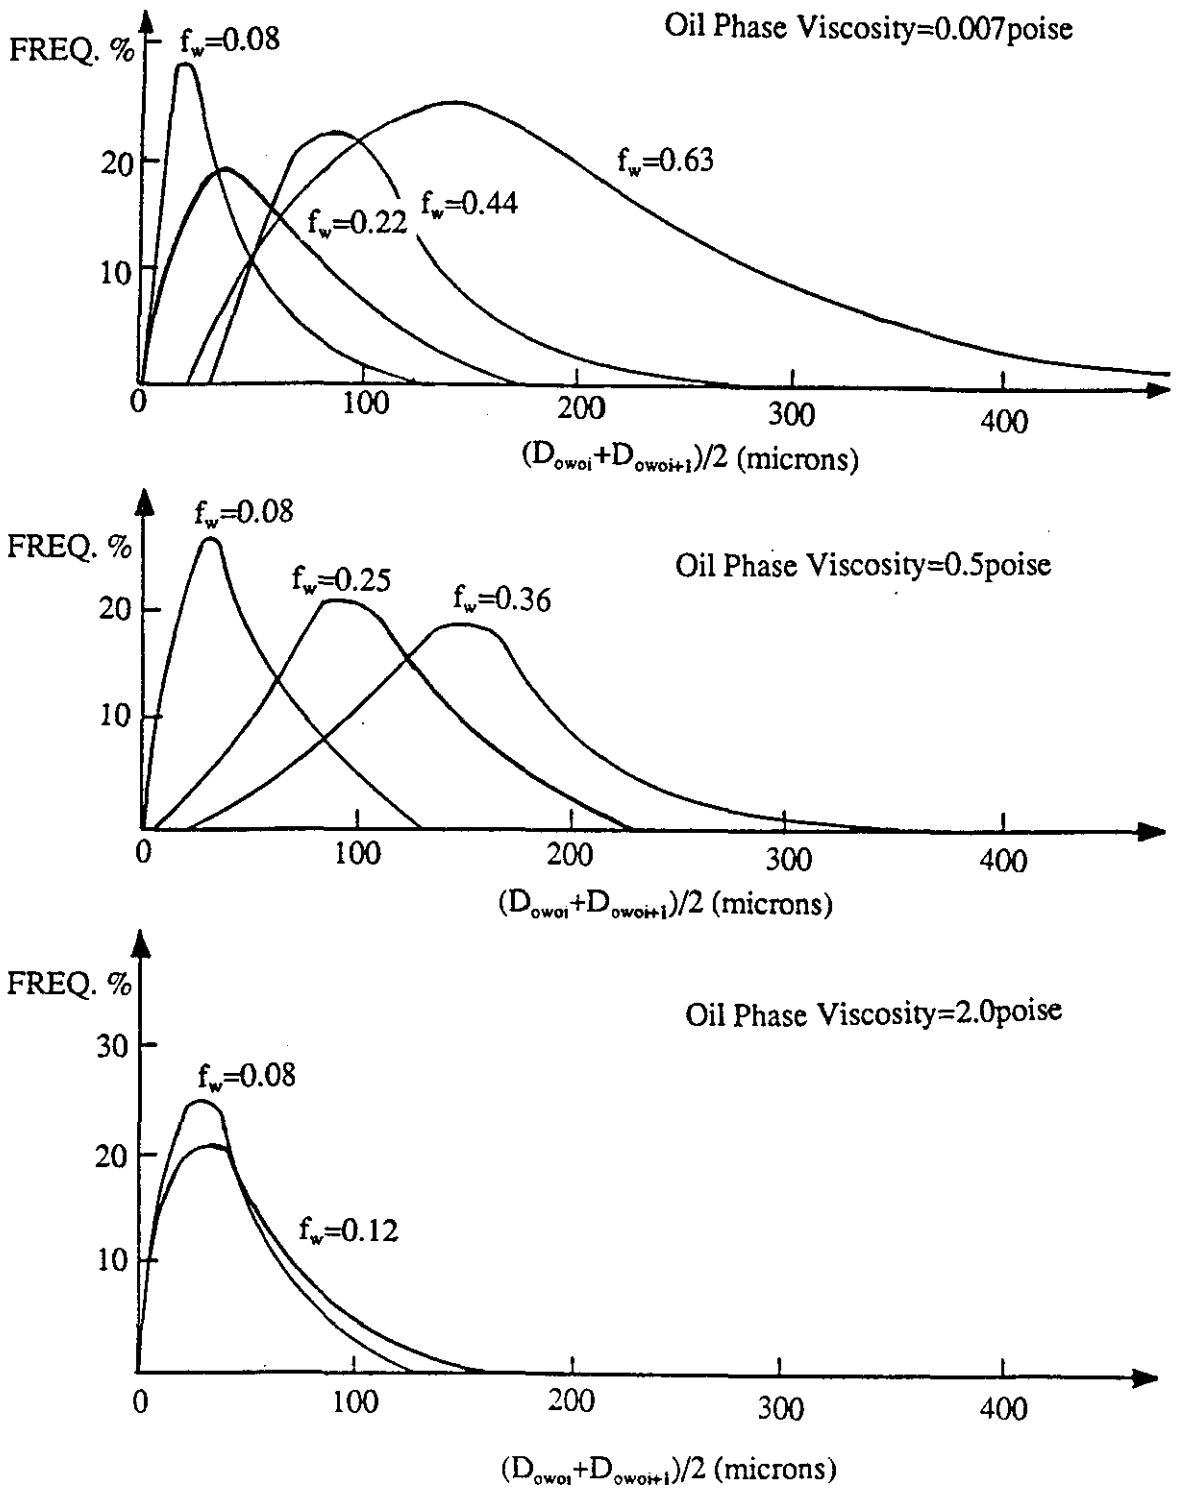 Oil Phase Viscosity=0.007poise
FREQ. %
f_w=0.08
20
10
f_w=0.63
f_w=0.44
f_w=0.22
0 100 200 300 400
(D_owoi+D_owoi+1)/2 (microns)
f_w=0.08
FREQ. %
Oil Phase Viscosity=0.5poise
f_w=0.25
f_w=0.36
20
10
0 100 200 300 400
(D_owoi+D_owoi+1)/2 (microns)
FREQ. %
Oil Phase Viscosity=2.0poise
30
f_w=0.08
20
f_w=0.12
10
0 100 200 300 400
(D_owoi+D_owoi+1)/2 (microns)